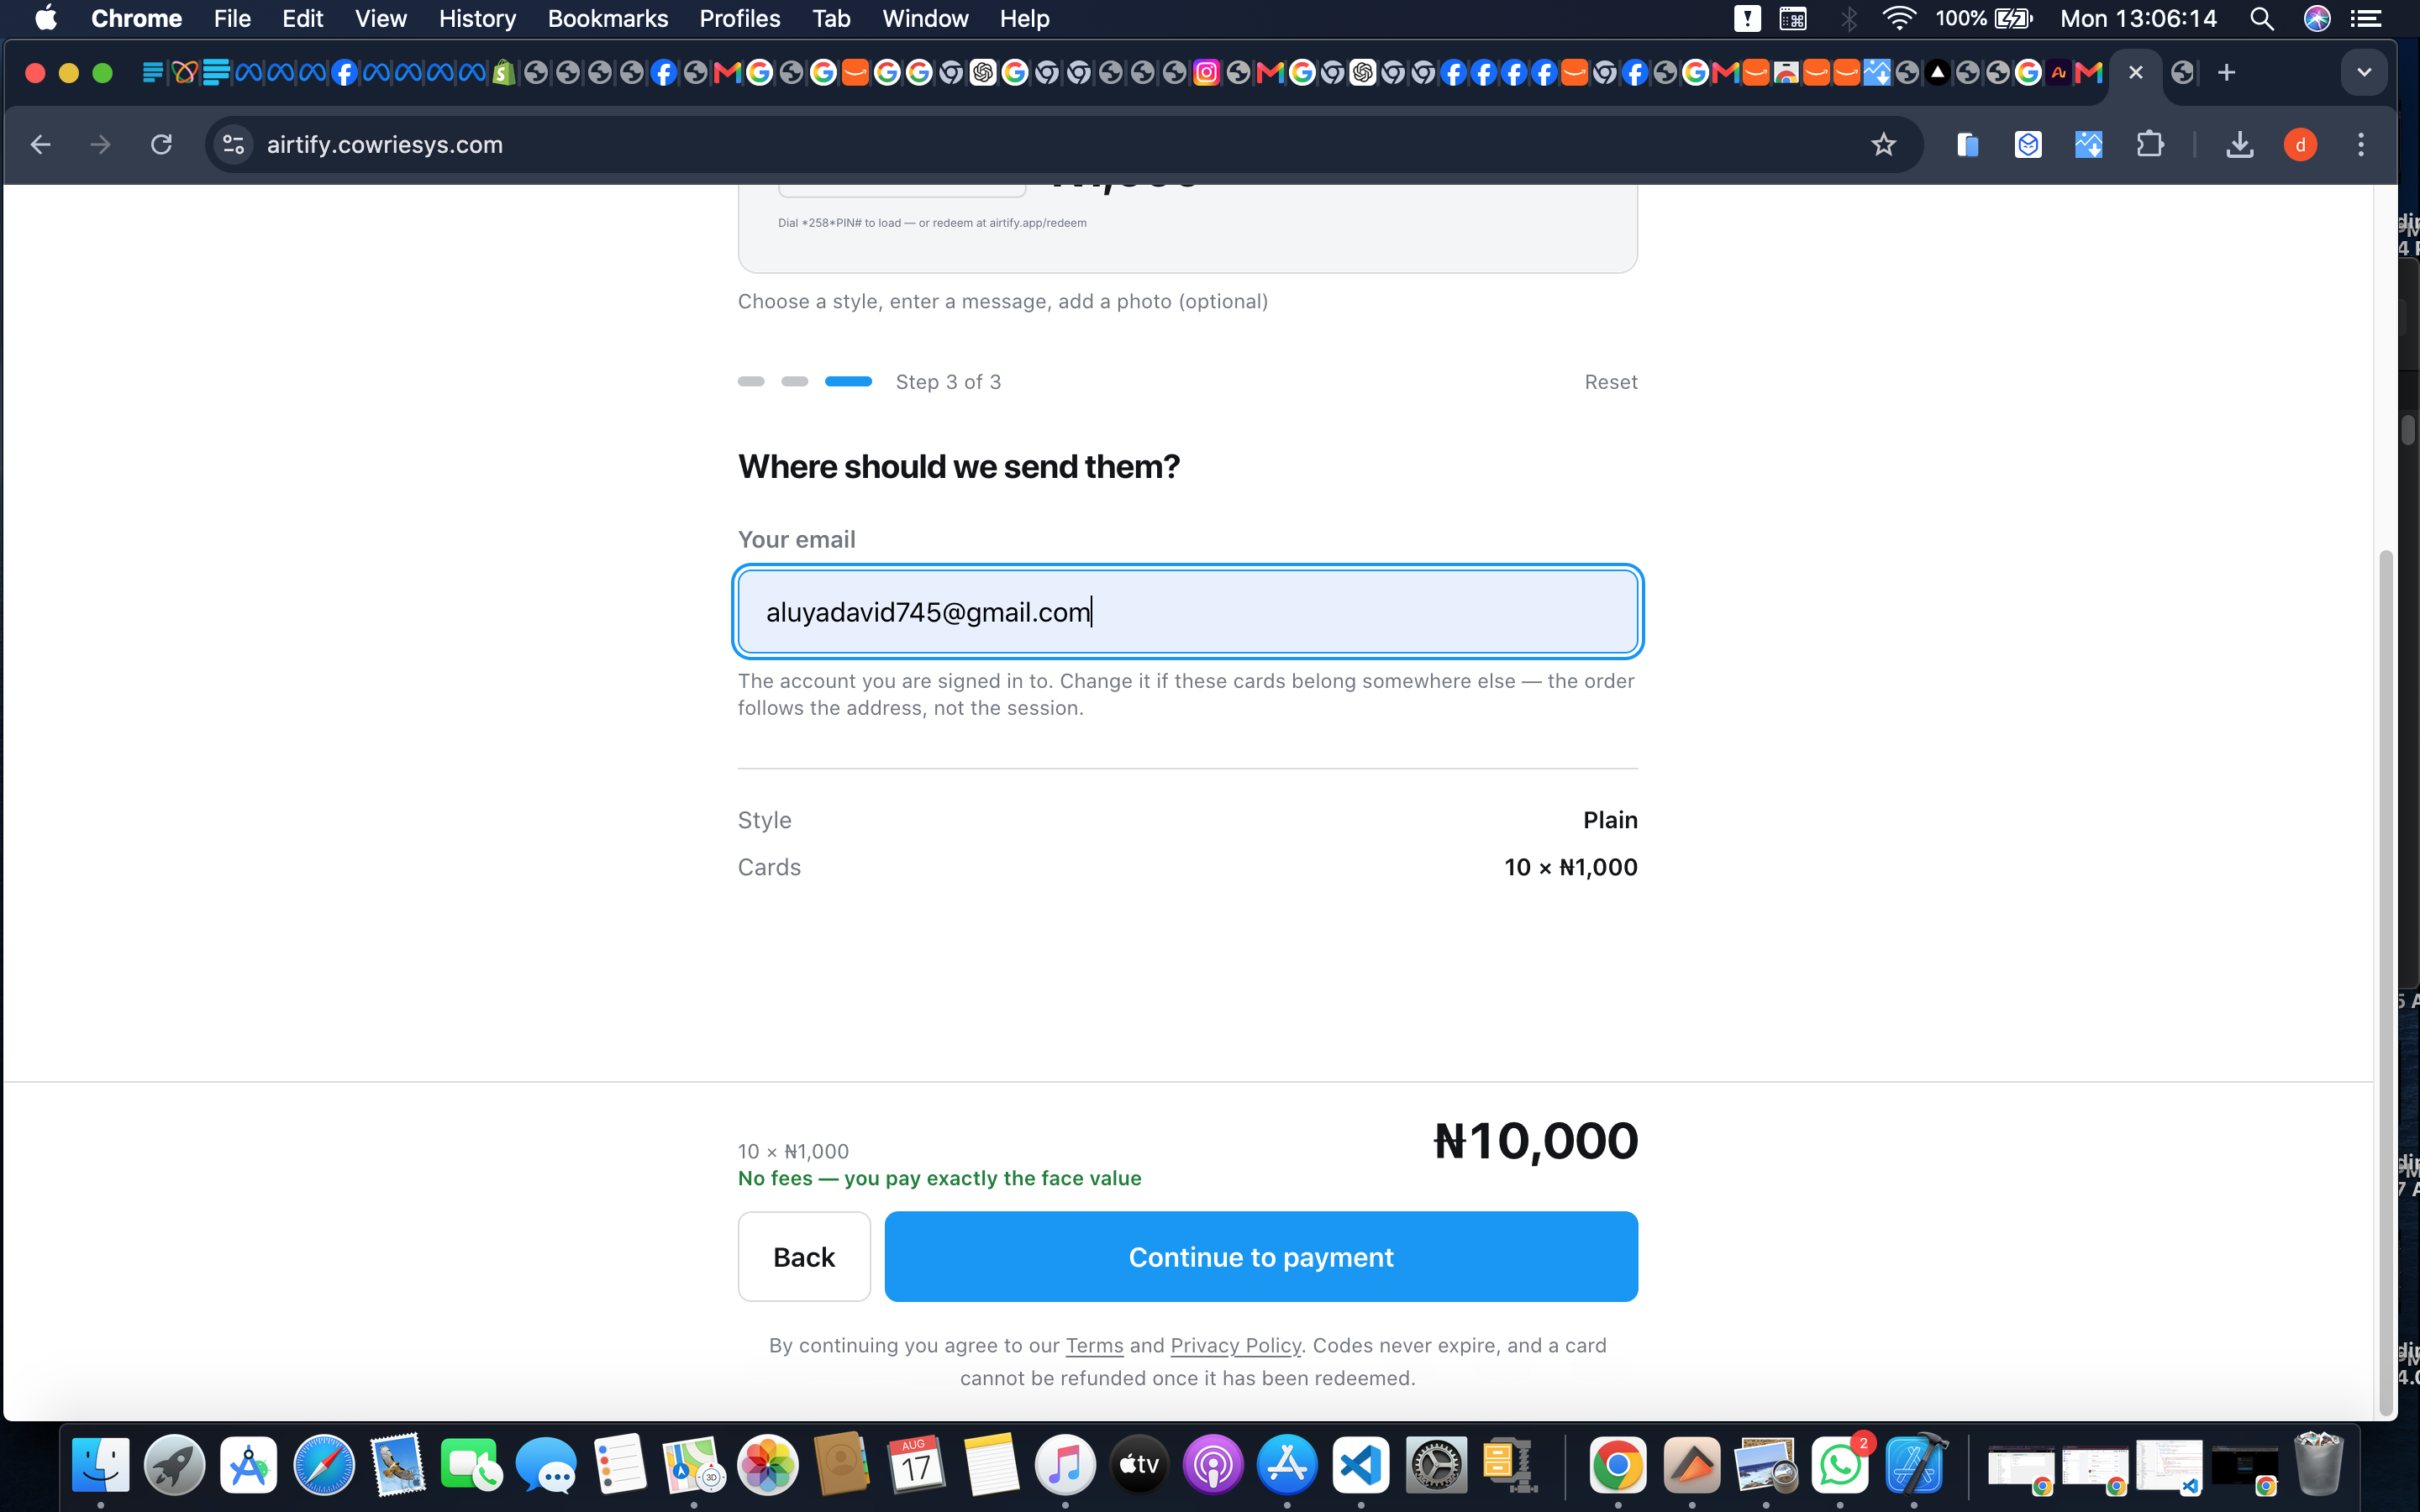 Chrome File Edit View History Bookmarks Profiles Tab Window Help 100% Mon 13:06:14
airtify.cowriesys.com
d
Dial *258*PIN# to load — or redeem at airtify.app/redeem
Choose a style, enter a message, add a photo (optional)
Step 3 of 3 Reset
Where should we send them?
Your email
aluyadavid745@gmail.com
The account you are signed in to. Change it if these cards belong somewhere else — the order
follows the address, not the session.
Style Plain
Cards 10 × ₦1,000
10 × ₦1,000 ₦10,000
No fees — you pay exactly the face value
Back Continue to payment
By continuing you agree to our Terms and Privacy Policy. Codes never expire, and a card
cannot be refunded once it has been redeemed.
AUG
17
3D
tv
2